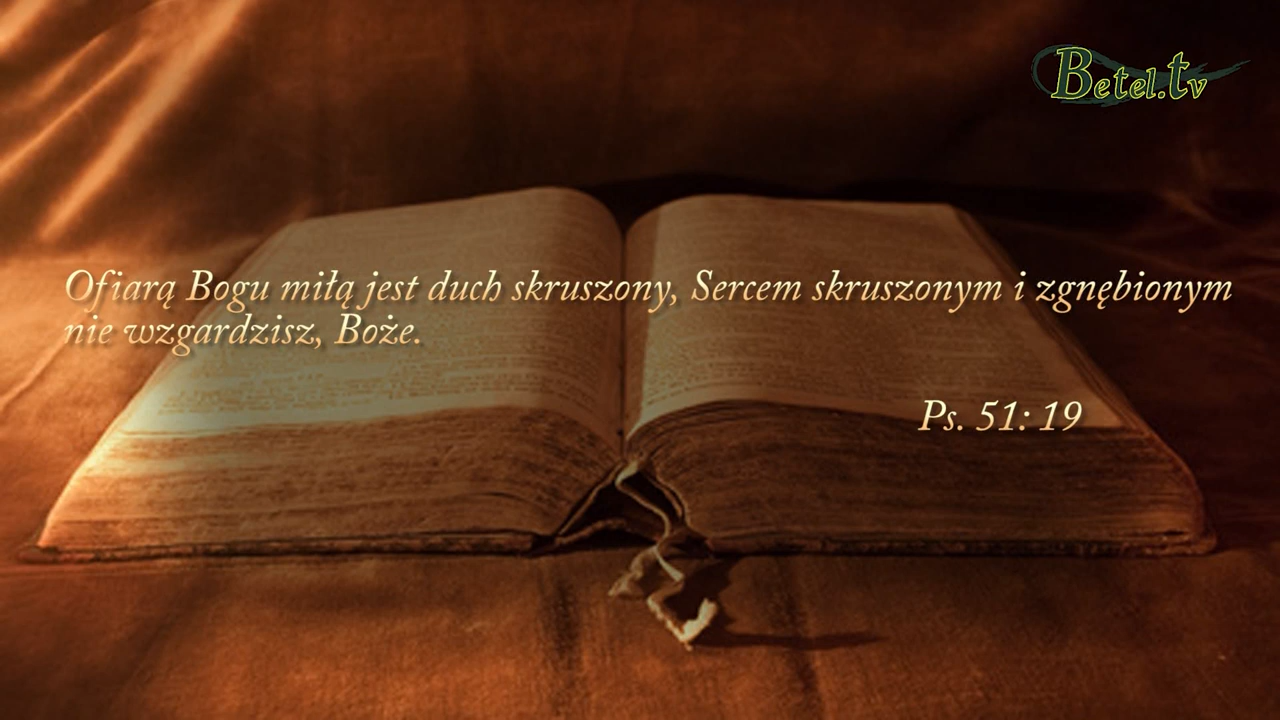 Betel.tv
Ofiarą Bogu miłą jest duch skruszony, Sercem skruszonym i zgnębionym
nie wzgardzisz, Boże.
Ps. 51: 19